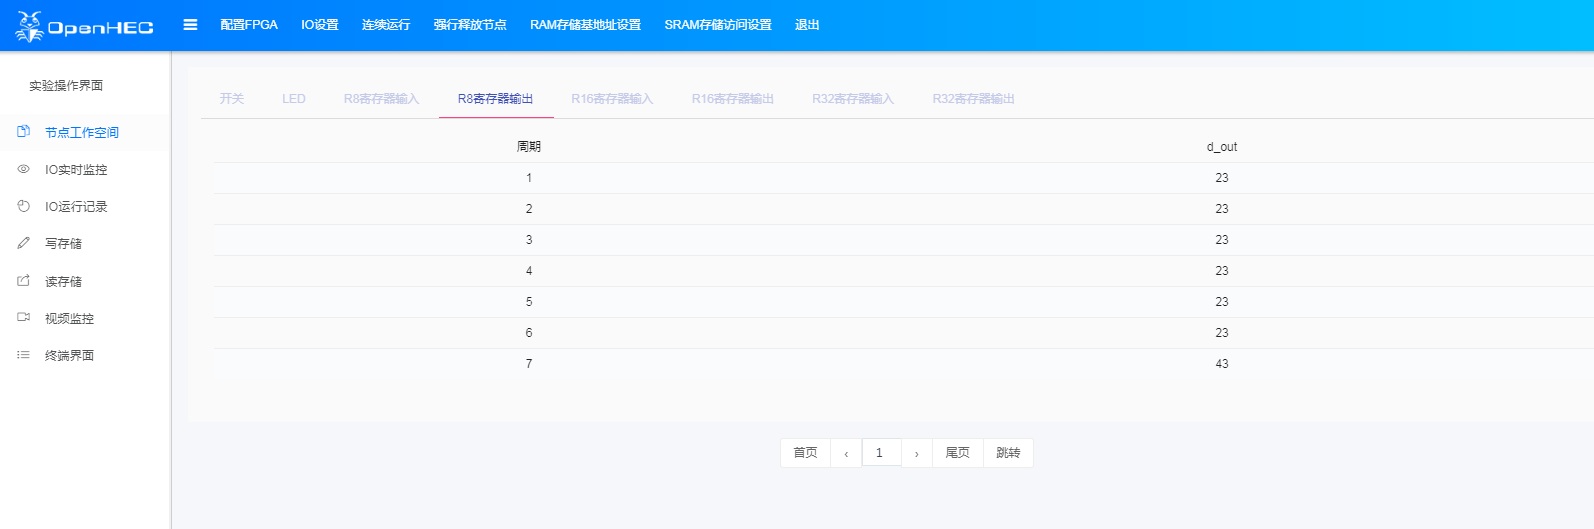 OpenHEC 配置FPGA IO设置 连续运行 强行释放节点 RAM存储基地址设置 SRAM存储访问设置 退出
实验操作界面
节点工作空间
IO实时监控
IO运行记录
写存储
读存储
视频监控
终端界面
开关 LED R8寄存器输入 R8寄存器输出 R16寄存器输入 R16寄存器输出 R32寄存器输入 R32寄存器输出
周期 d_out
1 23
2 23
3 23
4 23
5 23
6 23
7 43
首页 ‹ 1 › 尾页 跳转